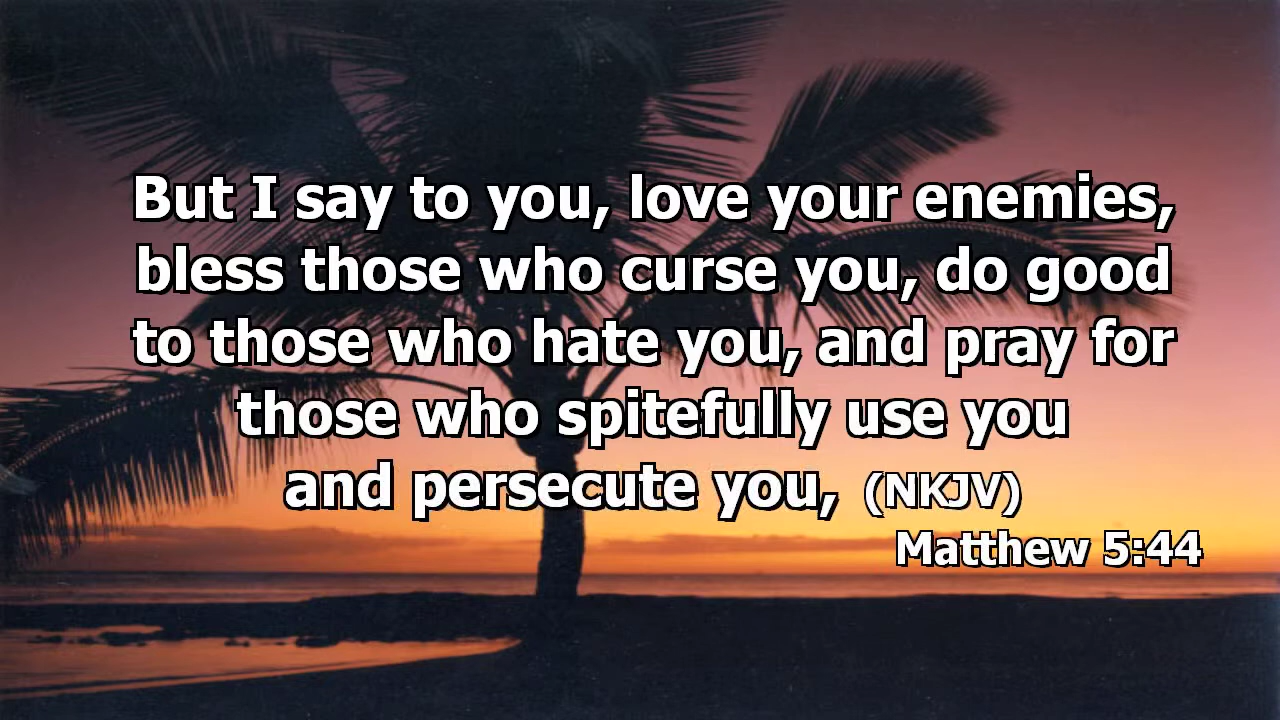 But I say to you, love your enemies,
bless those who curse you, do good
to those who hate you, and pray for
those who spitefully use you
and persecute you, (NKJV)
Matthew 5:44